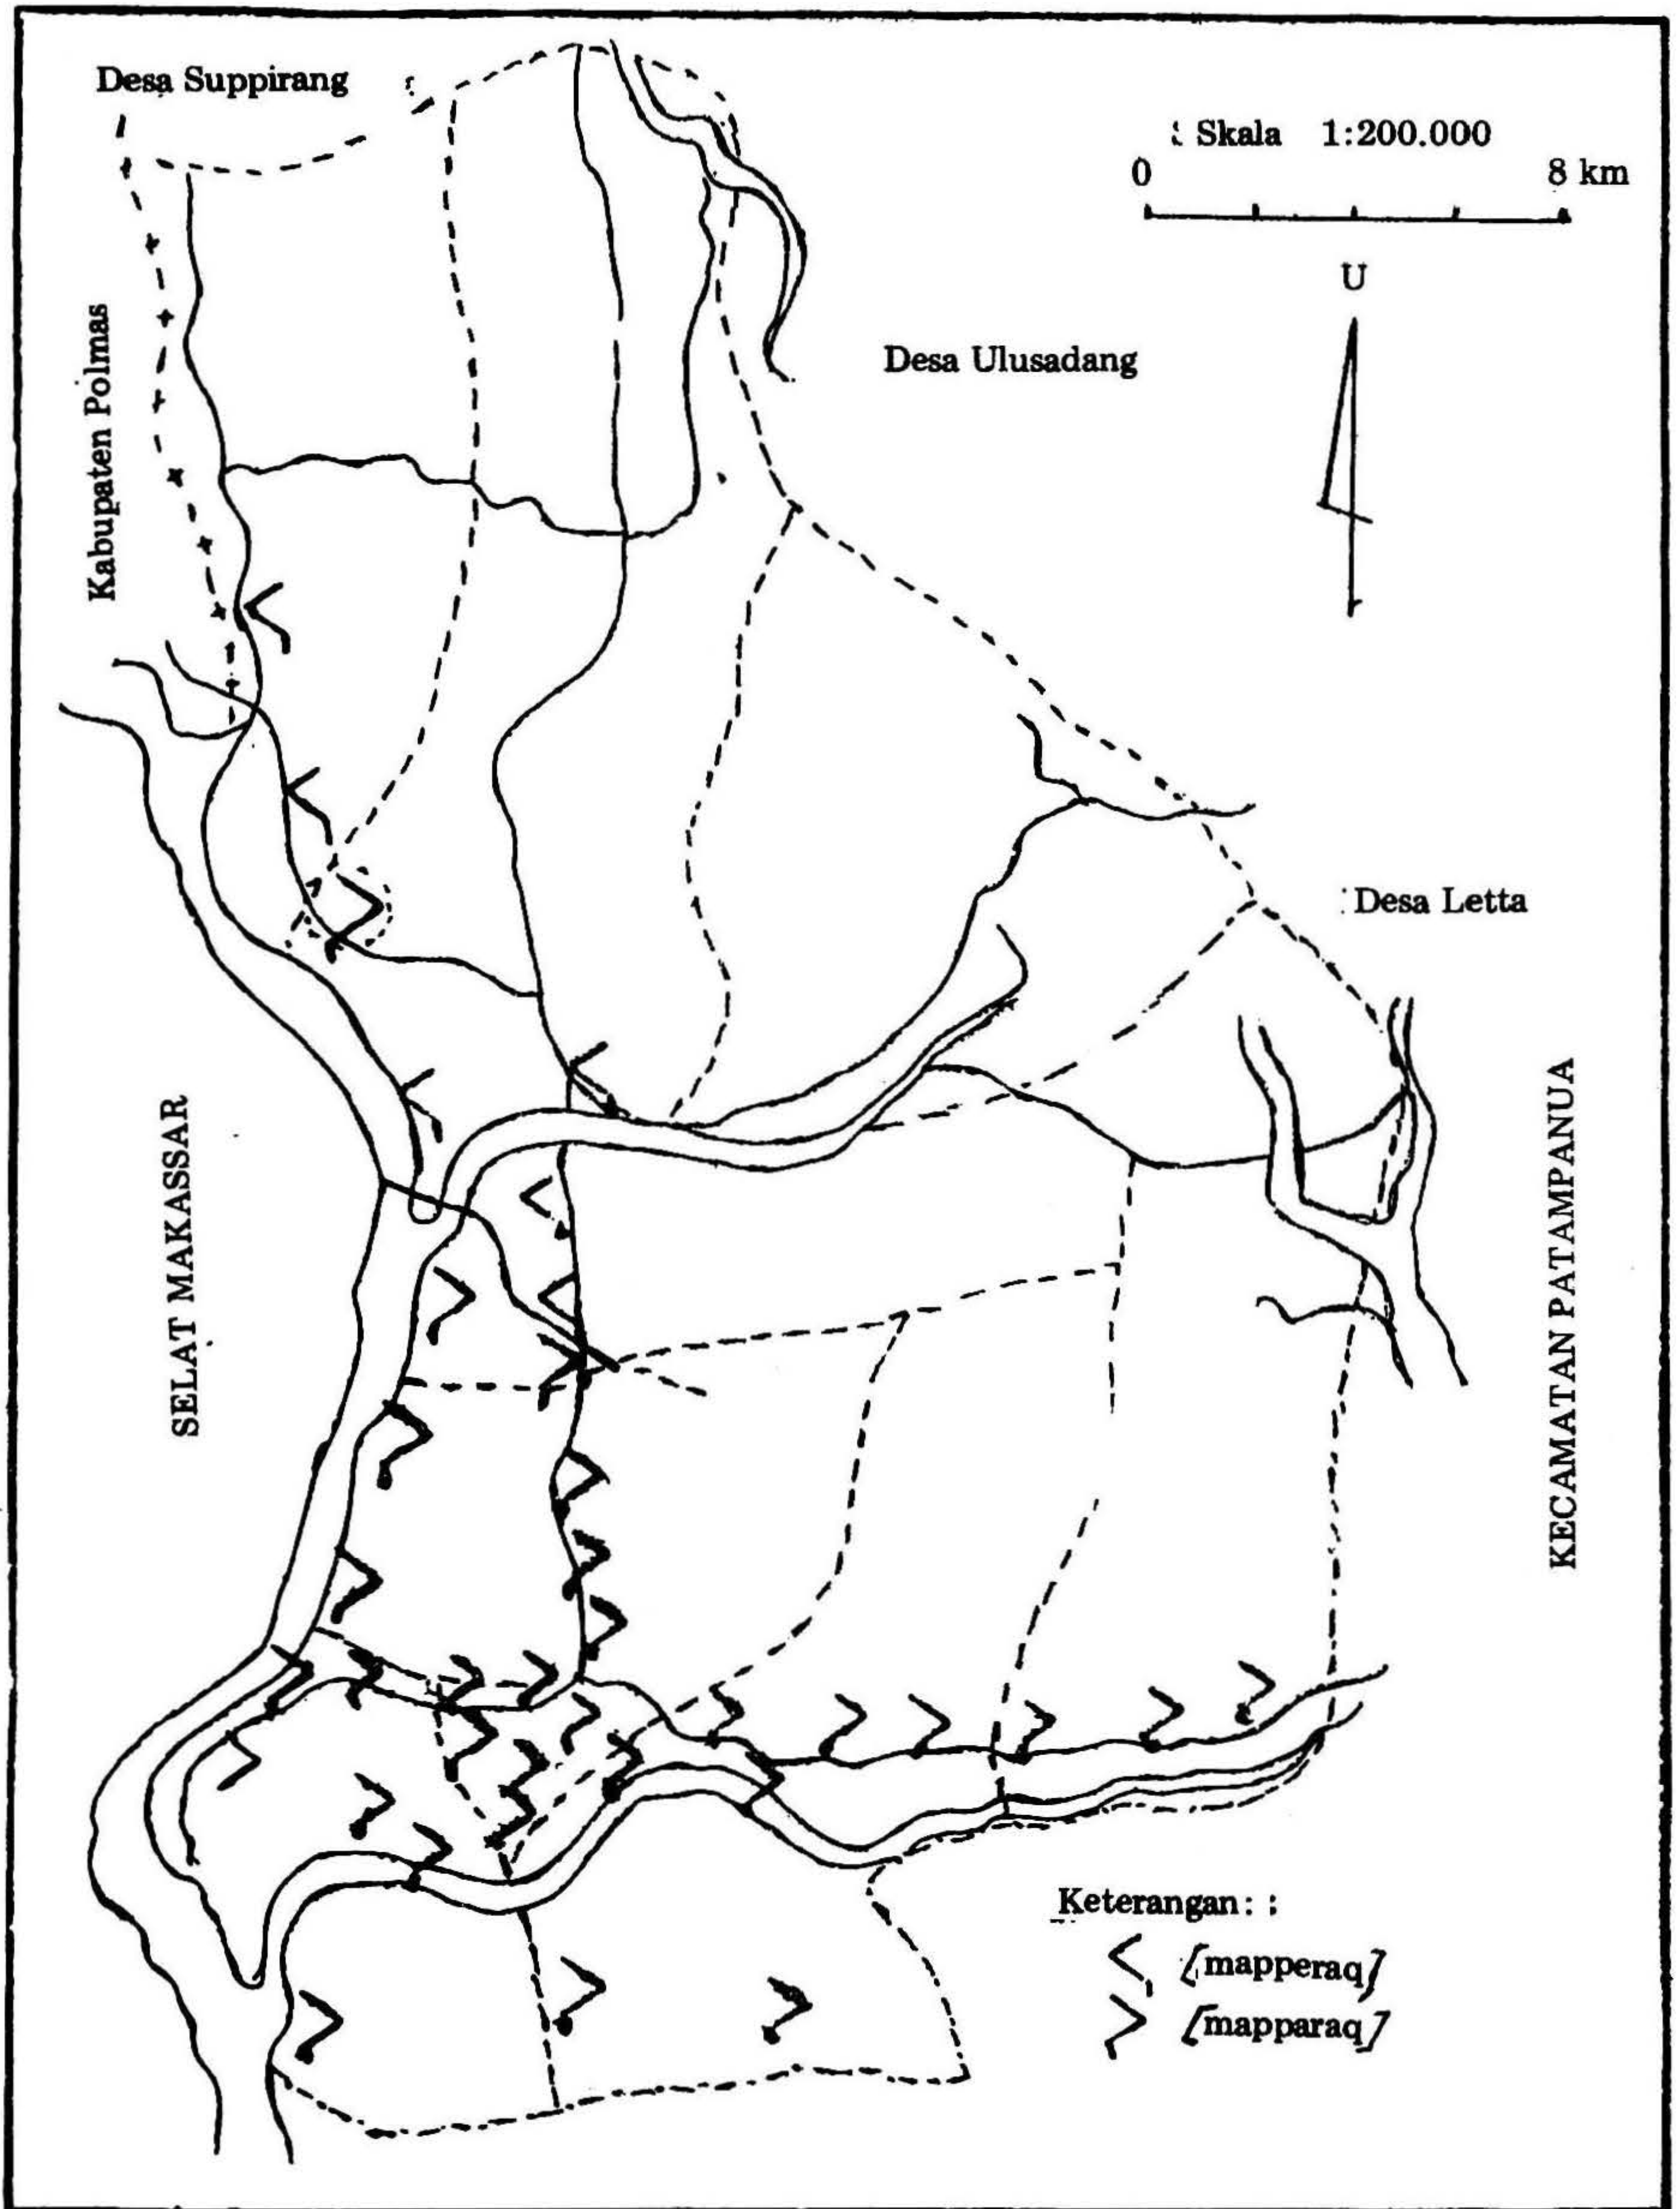 Desa Suppirang
Skala 1:200.000
0 8 km
U
Kabupaten Polmas
Desa Ulusadang
Desa Letta
SELAT MAKASSAR
KECAMATAN PATAMPANUA
Keterangan: :
< [mapperaq]
> [mapparaq]